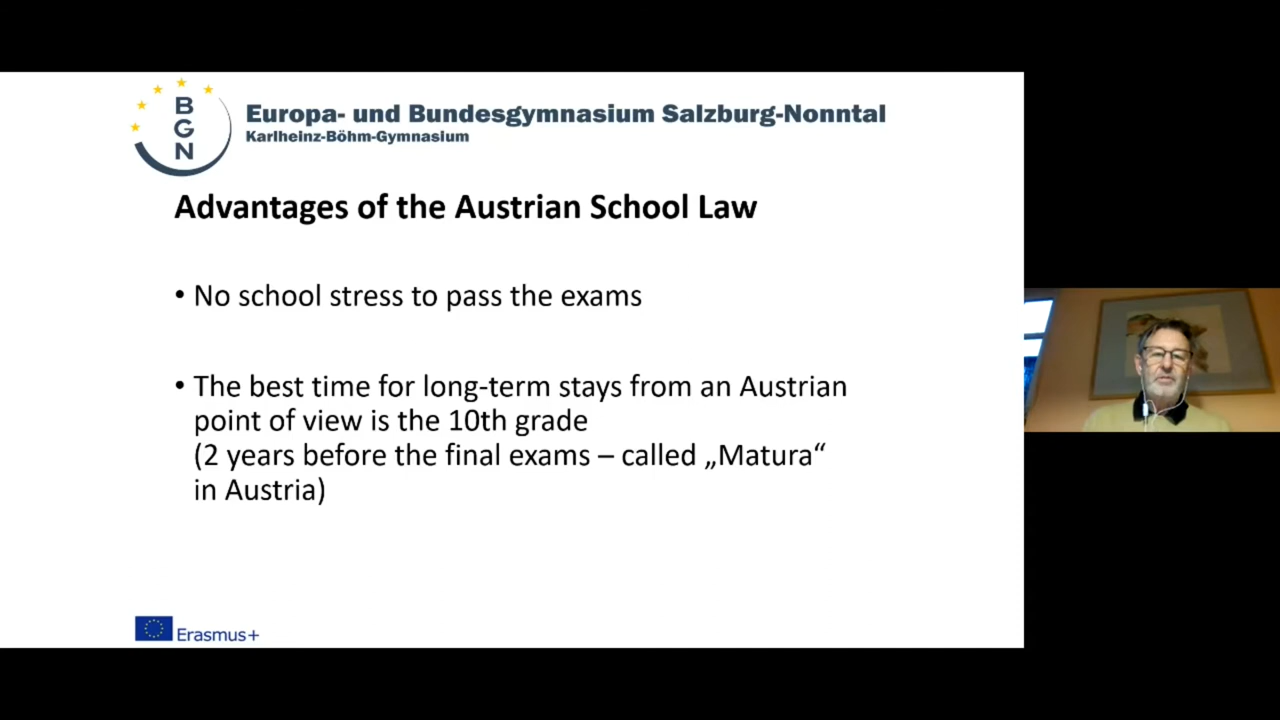 B
G
N
Europa- und Bundesgymnasium Salzburg-Nonntal
Karlheinz-Böhm-Gymnasium
Advantages of the Austrian School Law
• No school stress to pass the exams
• The best time for long-term stays from an Austrian
point of view is the 10th grade
(2 years before the final exams – called „Matura“
in Austria)
Erasmus+